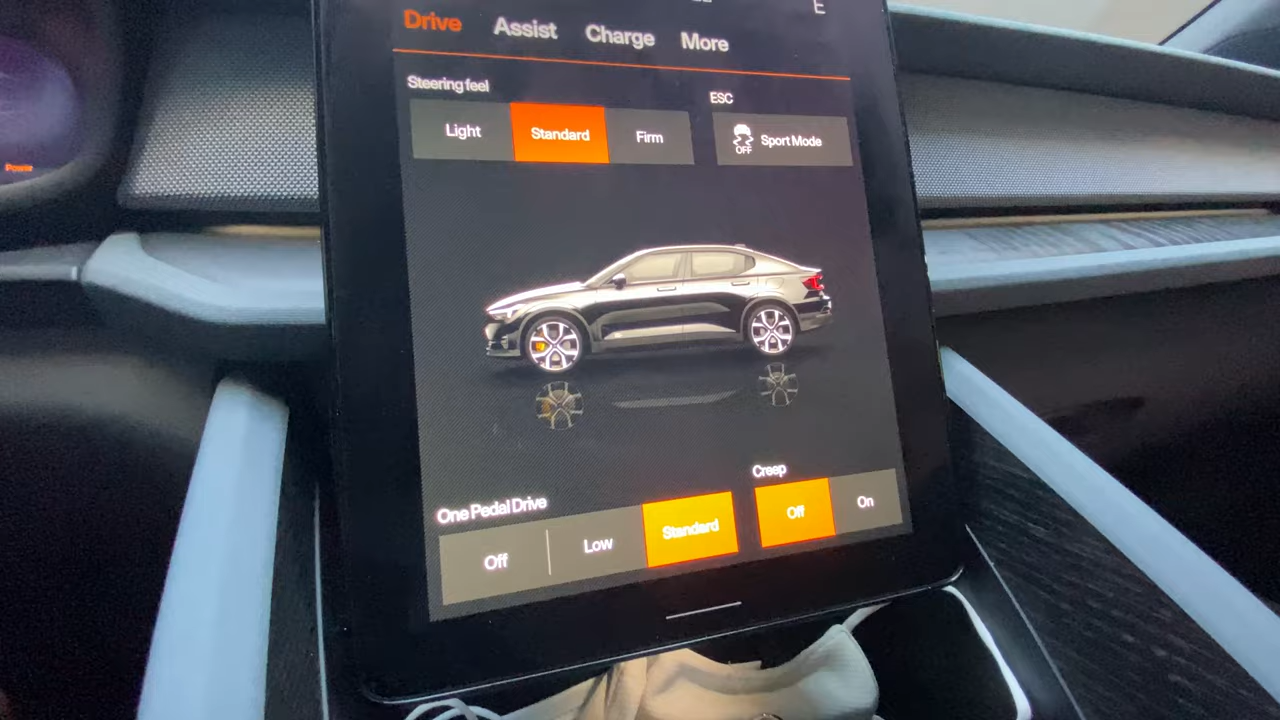 E
Drive Assist Charge More
Steering feel
ESC
Light Standard Firm
OFF Sport Mode
One Pedal Drive
Creep
Off Low Standard
Off On
Power